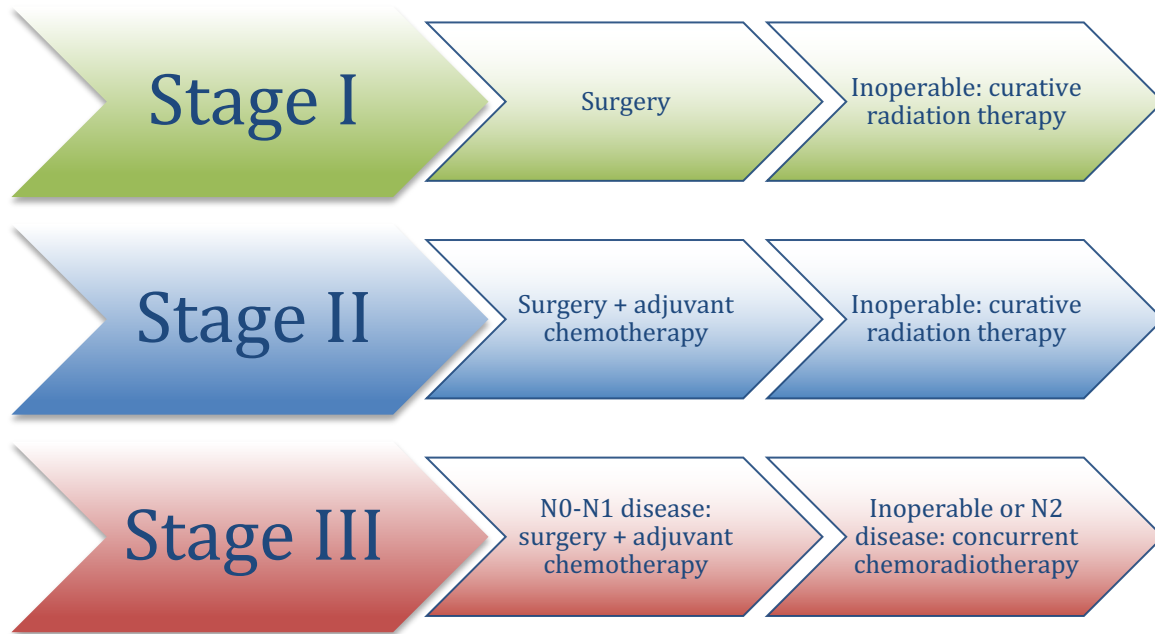 Stage I
Surgery
Inoperable: curative
radiation therapy
Stage II
Surgery + adjuvant
chemotherapy
Inoperable: curative
radiation therapy
Stage III
N0-N1 disease:
surgery + adjuvant
chemotherapy
Inoperable or N2
disease: concurrent
chemoradiotherapy